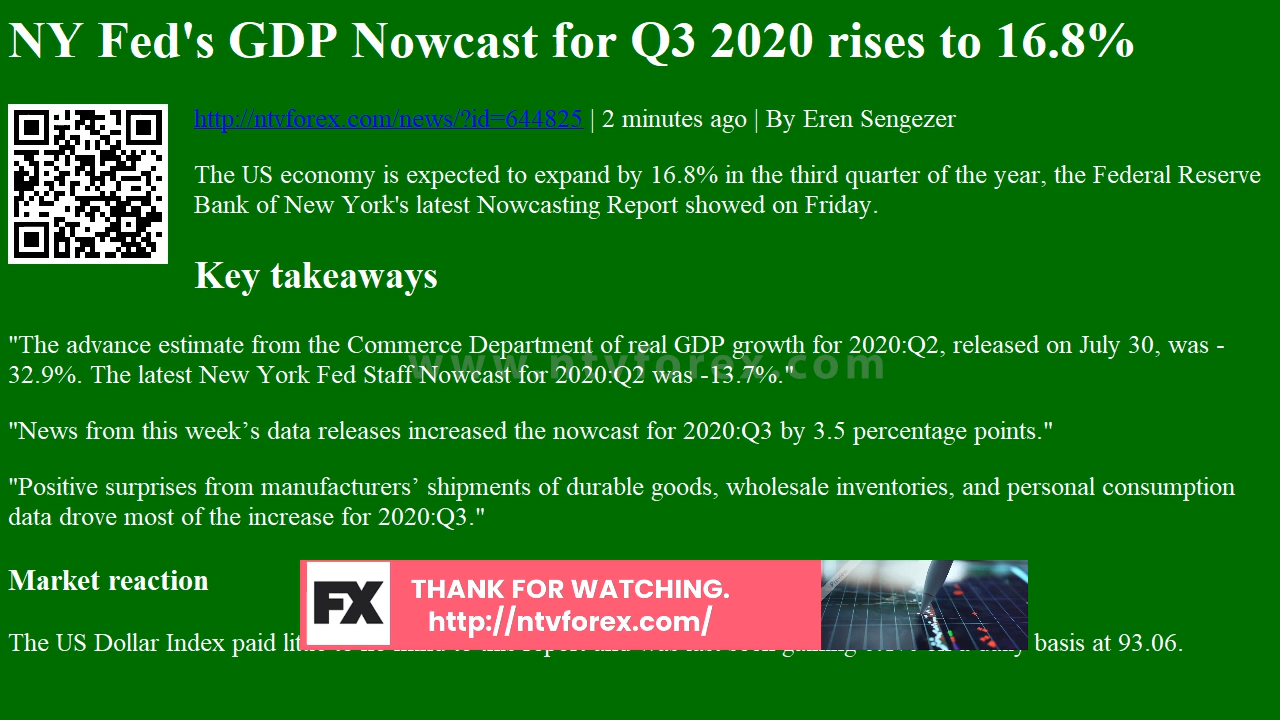 NY Fed's GDP Nowcast for Q3 2020 rises to 16.8%
http://ntvforex.com/news/?id=644825 | 2 minutes ago | By Eren Sengezer
The US economy is expected to expand by 16.8% in the third quarter of the year, the Federal Reserve
Bank of New York's latest Nowcasting Report showed on Friday.
Key takeaways
"The advance estimate from the Commerce Department of real GDP growth for 2020:Q2, released on July 30, was -
www.ntvforex.com
32.9%. The latest New York Fed Staff Nowcast for 2020:Q2 was -13.7%."
"News from this week’s data releases increased the nowcast for 2020:Q3 by 3.5 percentage points."
"Positive surprises from manufacturers’ shipments of durable goods, wholesale inventories, and personal consumption
data drove most of the increase for 2020:Q3."
Market reaction
FX
THANK FOR WATCHING.
http://ntvforex.com/
The US Dollar Index paid basis at 93.06.